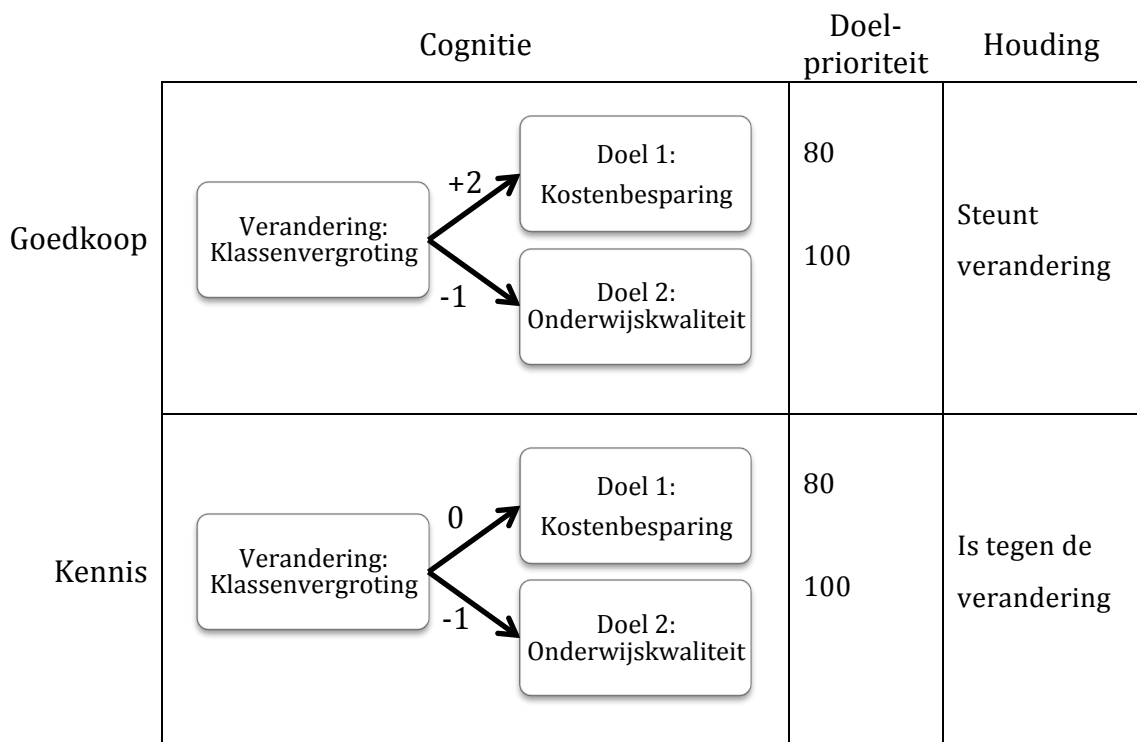 Cognitie
Doel-
prioriteit
Houding
Goedkoop
Verandering:
Klassenvergroting
+2
-1
Doel 1:
Kostenbesparing
Doel 2:
Onderwijskwaliteit
80
100
Steunt
verandering
Kennis
Verandering:
Klassenvergroting
0
-1
Doel 1:
Kostenbesparing
Doel 2:
Onderwijskwaliteit
80
100
Is tegen de
verandering